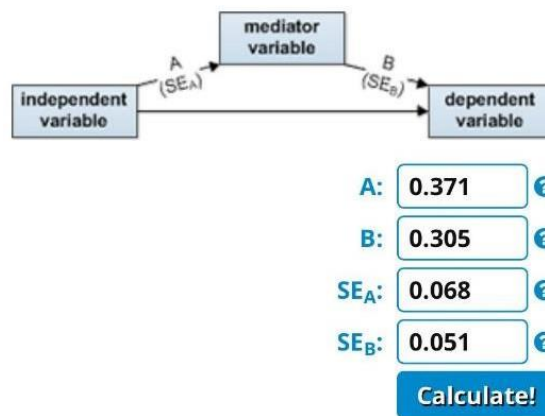 mediator
variable
A
(SEA)
B
(SEB)
independent
variable
dependent
variable
A: 0.371
B: 0.305
SEA: 0.068
SEB: 0.051
Calculate!